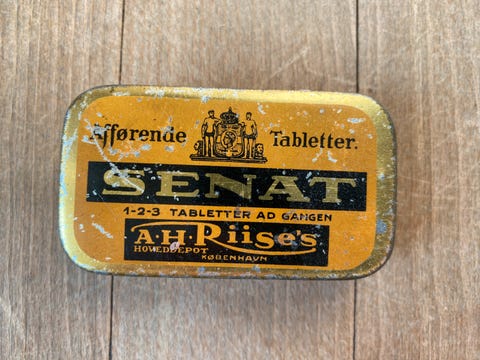 Afførende Tabletter.
SENAT
1-2-3 TABLETTER AD GANGEN
A.H. Riise's
HOVEDDEPOT
KØBENHAVN